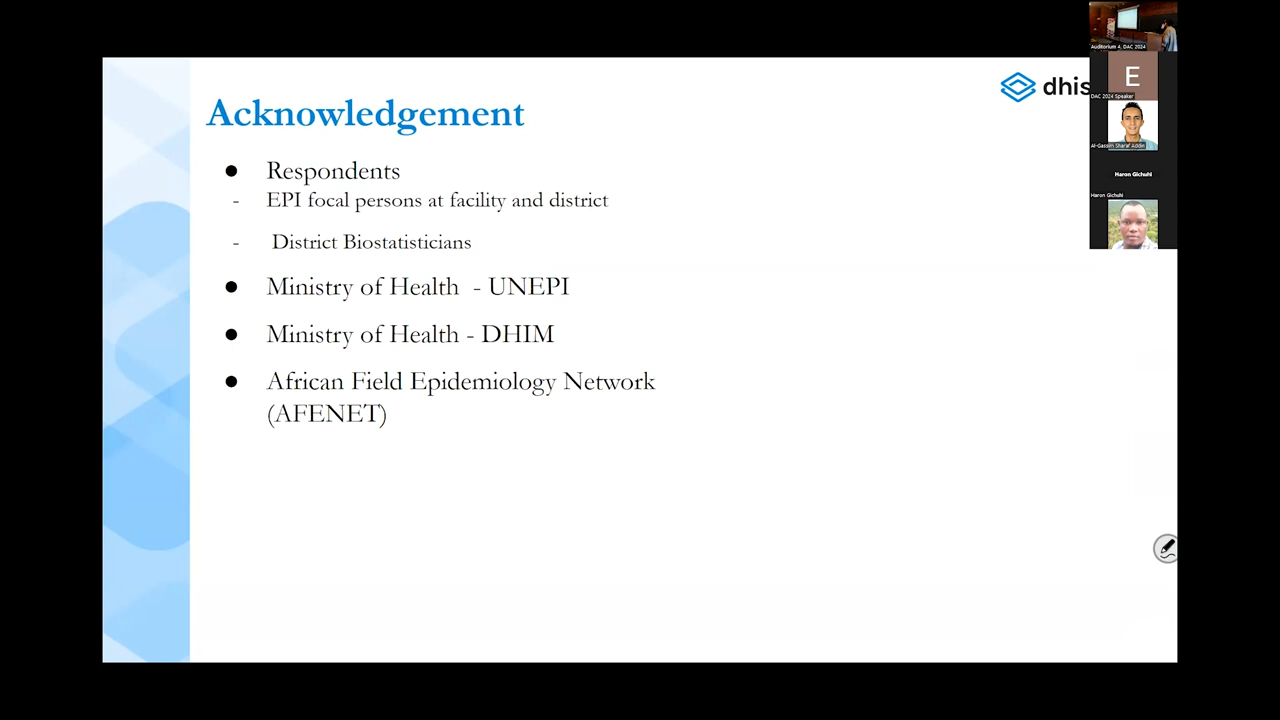 Acknowledgement
dhis
● Respondents
- EPI focal persons at facility and district
- District Biostatisticians
● Ministry of Health - UNEPI
● Ministry of Health - DHIM
● African Field Epidemiology Network
(AFENET)
Auditorium 4, DAC 2024
E
DAC 2024 Speaker
Al-Gassim Sharaf Addin
Haron Gichuhi
Haron Gichuhi